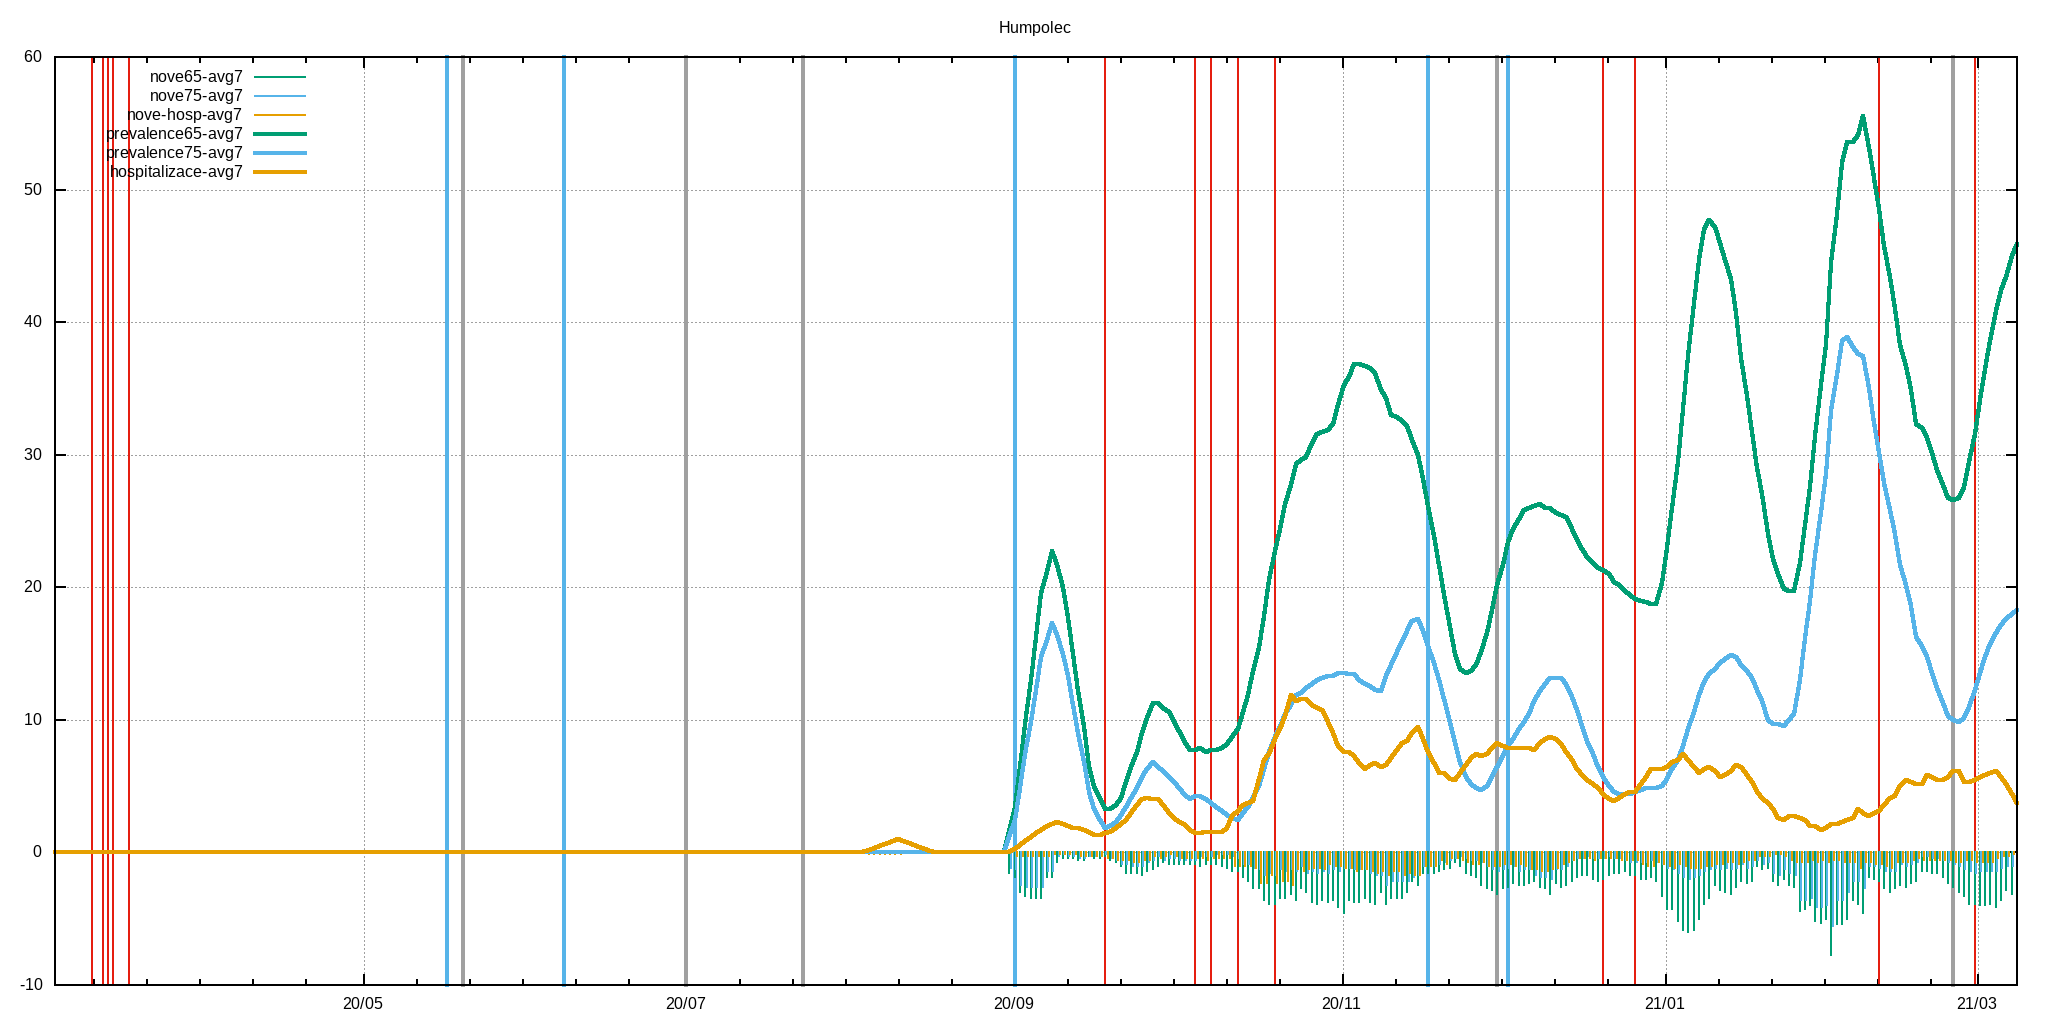 Humpolec
60
50
40
30
20
10
0
-10
nove65-avg7
nove75-avg7
nove-hosp-avg7
prevalence65-avg7
prevalence75-avg7
hospitalizace-avg7
20/05
20/07
20/09
20/11
21/01
21/03